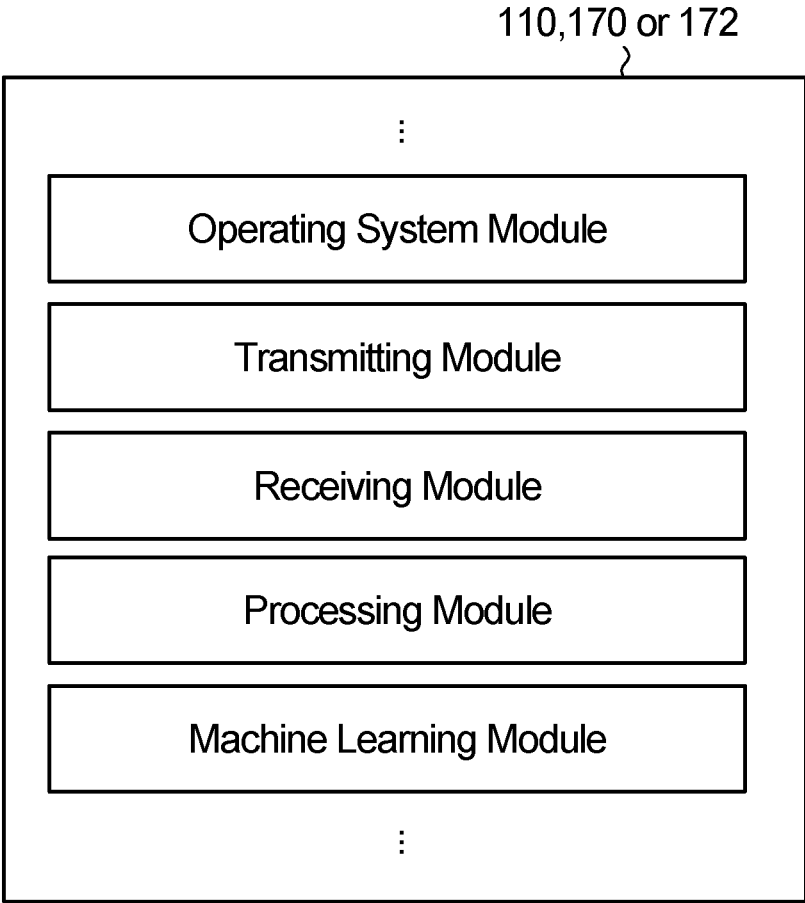 110,170 or 172
⋮
Operating System Module
Transmitting Module
Receiving Module
Processing Module
Machine Learning Module
⋮